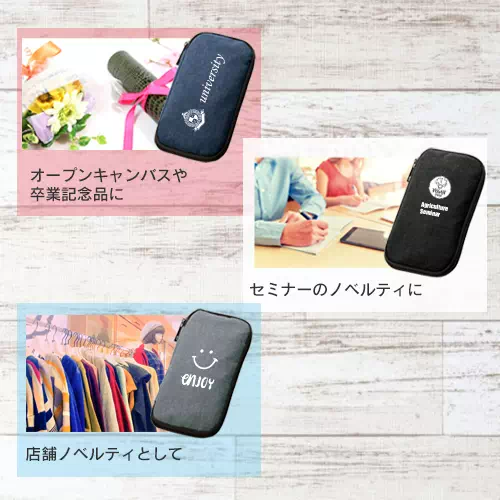 university
オープンキャンパスや
卒業記念品に
Agriculture
Seminar
セミナーのノベルティに
ENJOY
店舗ノベルティとして